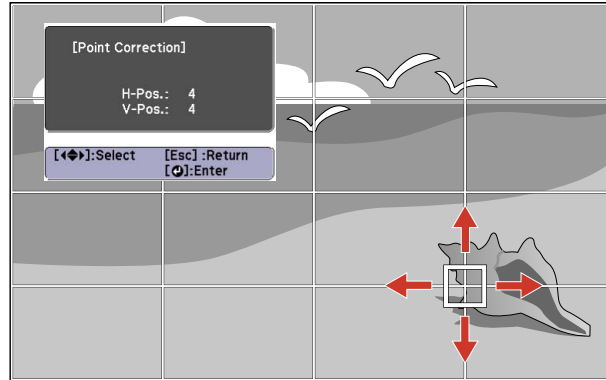 [Point Correction]
H-Pos.: 4
V-Pos.: 4
[◀◆▶]:Select [Esc] :Return
[⏎]:Enter